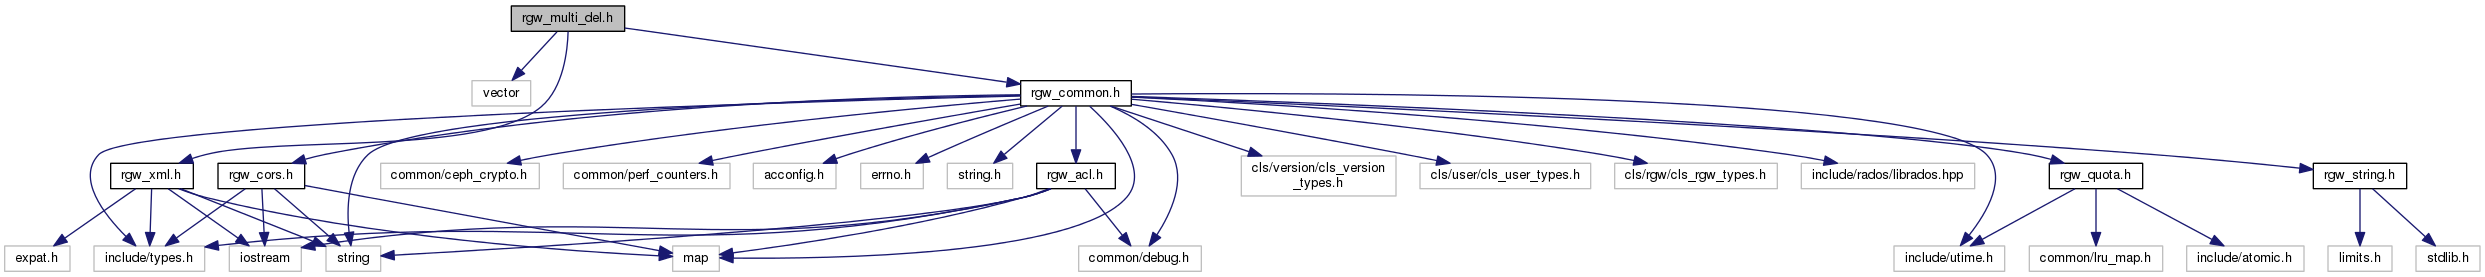 rgw_multi_del.h
vector
rgw_common.h
rgw_xml.h
rgw_cors.h
common/ceph_crypto.h
common/perf_counters.h
acconfig.h
errno.h
string.h
rgw_acl.h
cls/version/cls_version
_types.h
cls/user/cls_user_types.h
cls/rgw/cls_rgw_types.h
include/rados/librados.hpp
rgw_quota.h
rgw_string.h
expat.h
include/types.h
iostream
string
map
common/debug.h
include/utime.h
common/lru_map.h
include/atomic.h
limits.h
stdlib.h